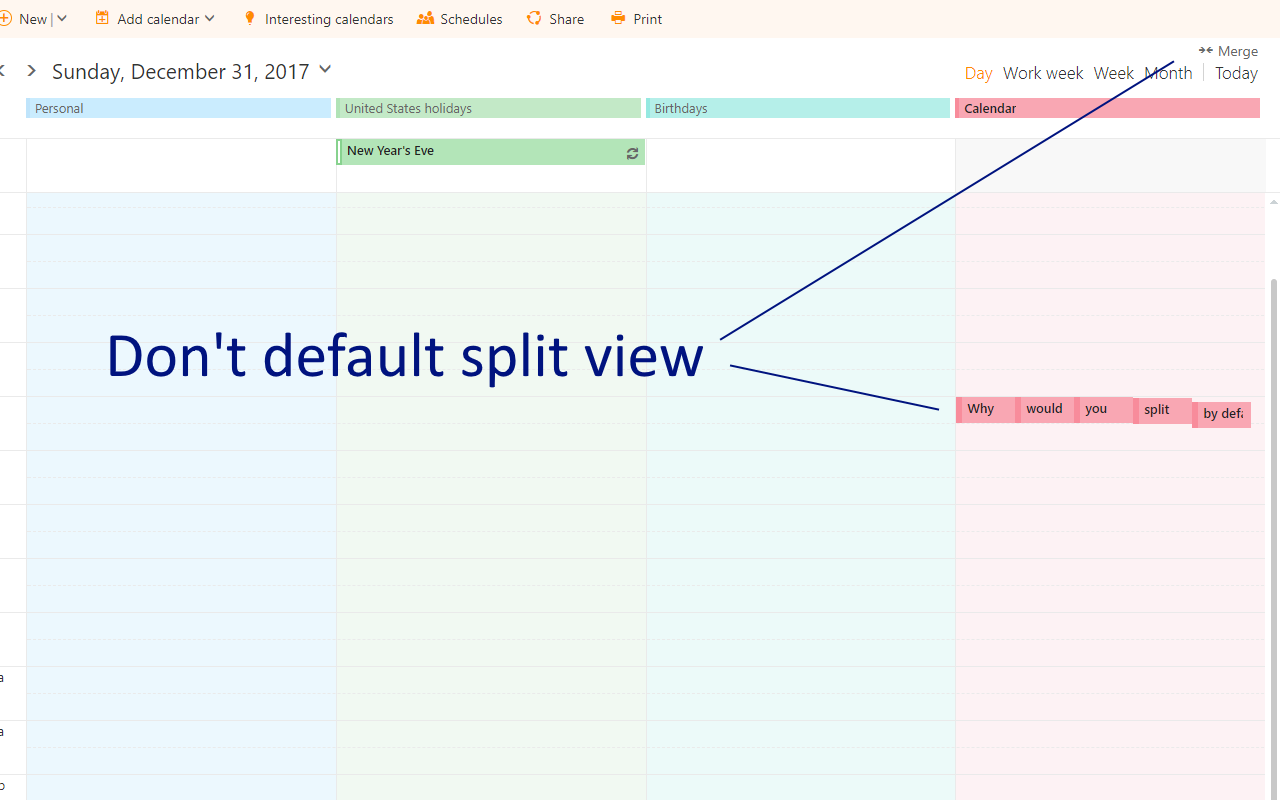 New | Add calendar Interesting calendars Schedules Share Print
Merge
Sunday, December 31, 2017 Day Work week Week Month Today
Personal United States holidays Birthdays Calendar
New Year's Eve
Don't default split view
Why would you split by defa
a
a